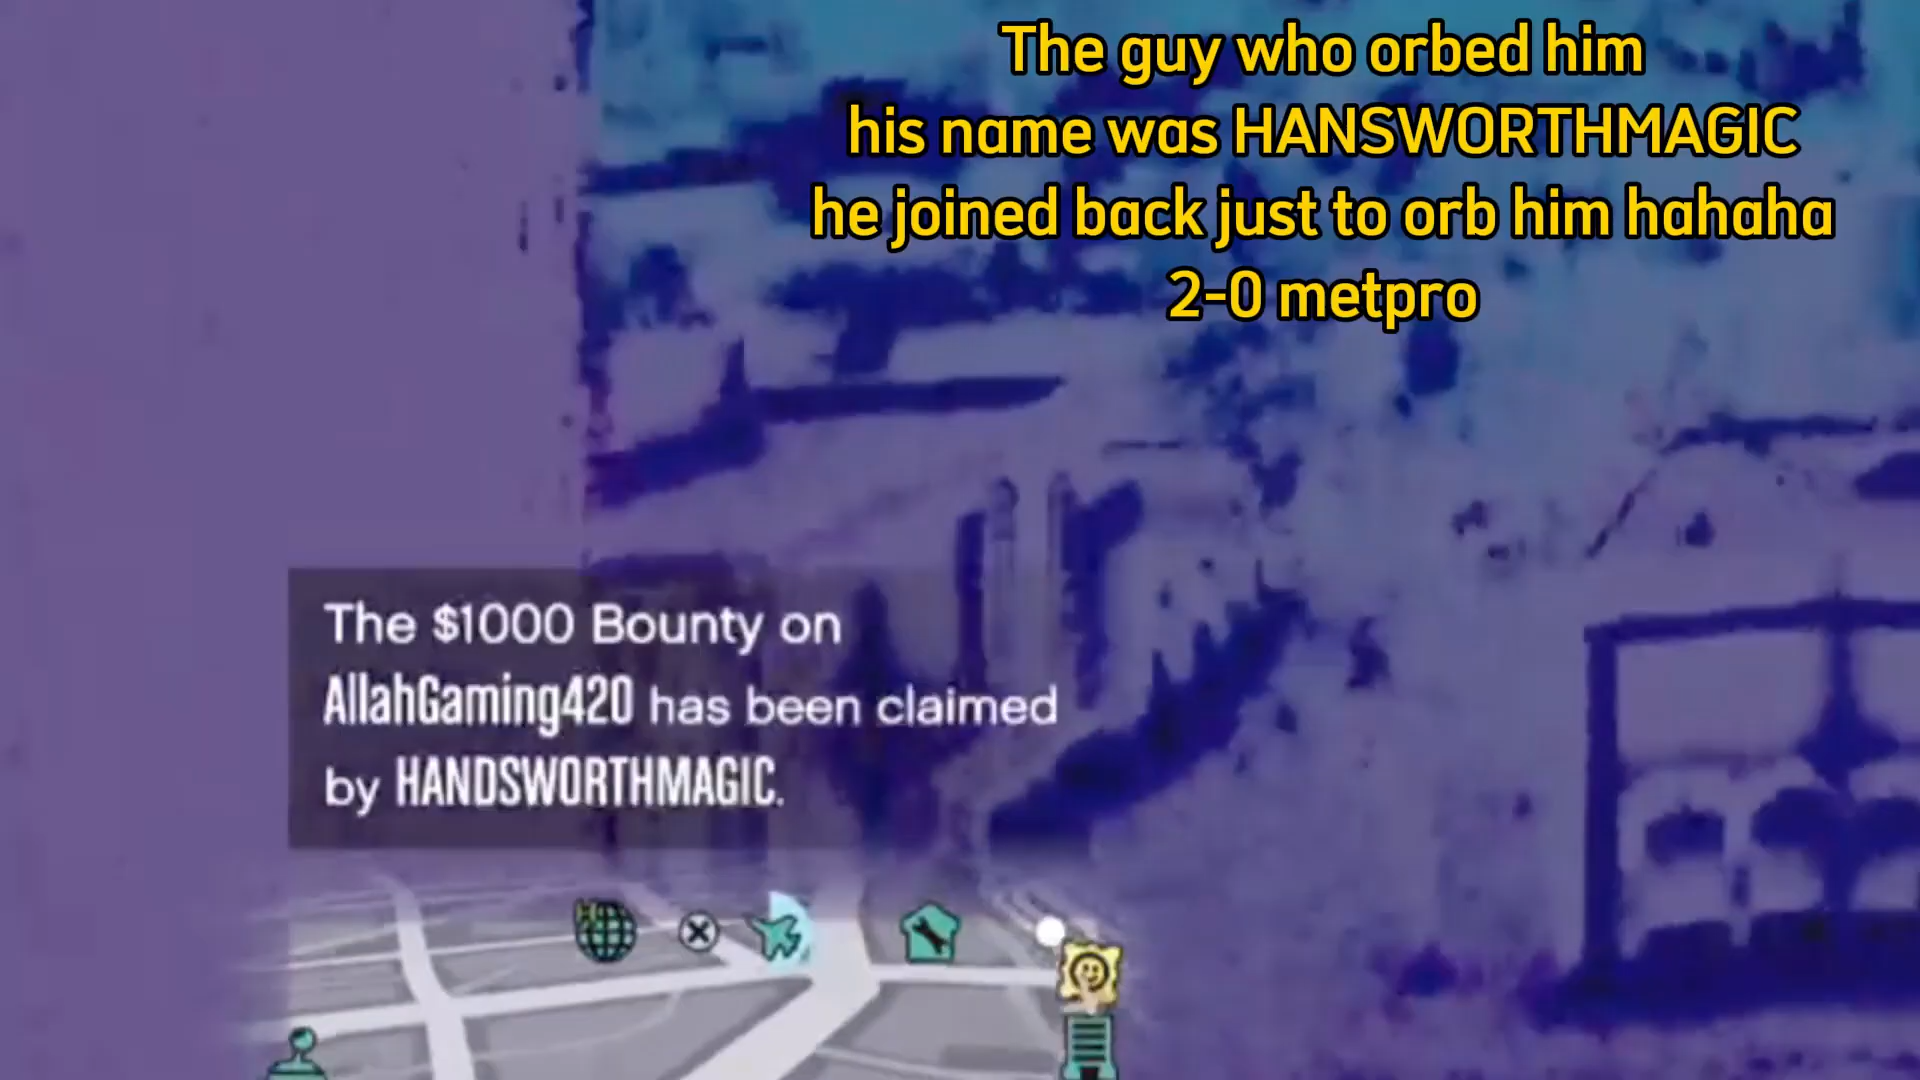 The guy who orbed him
his name was HANSWORTHMAGIC
he joined back just to orb him hahaha
2-0 metpro
The $1000 Bounty on
AllahGaming420 has been claimed
by HANDSWORTHMAGIC.